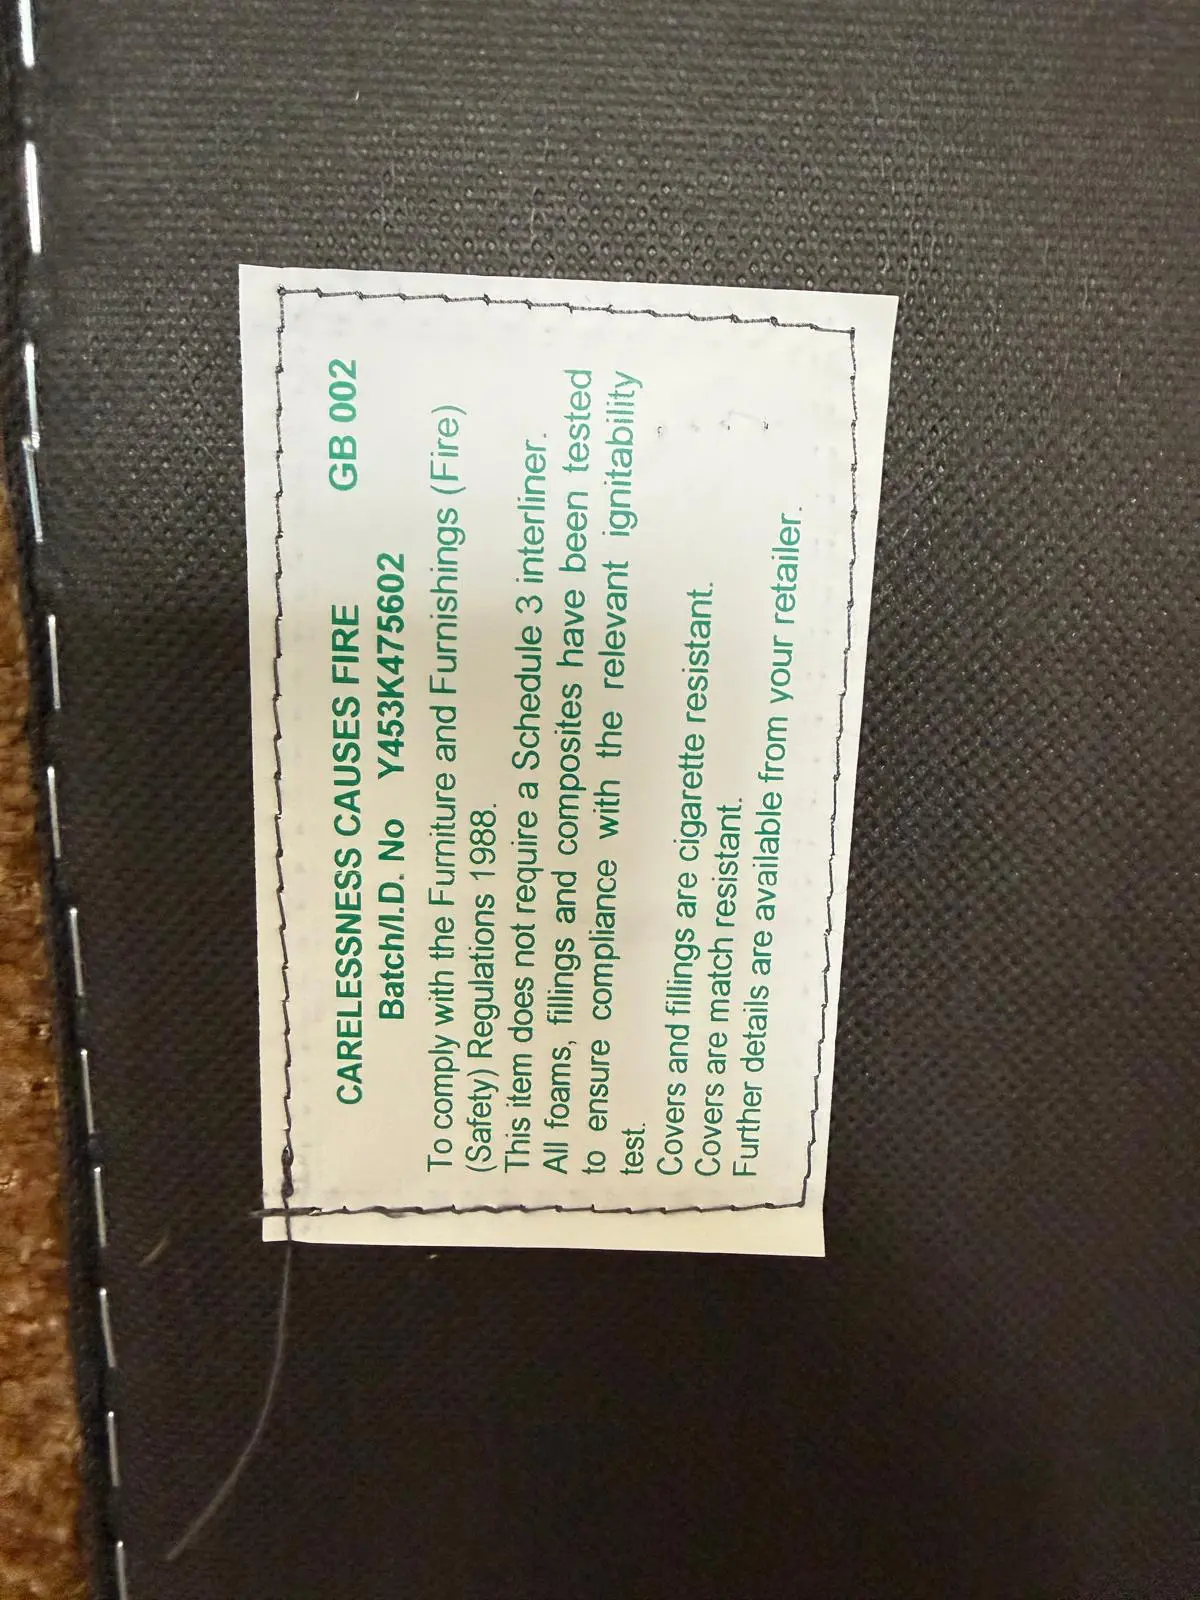 CARELESSNESS CAUSES FIRE GB 002
Batch/I.D. No Y453K475602
To comply with the Furniture and Furnishings (Fire)
(Safety) Regulations 1988.
This item does not require a Schedule 3 interliner.
All foams, fillings and composites have been tested
to ensure compliance with the relevant ignitability
test.
Covers and fillings are cigarette resistant.
Covers are match resistant.
Further details are available from your retailer.